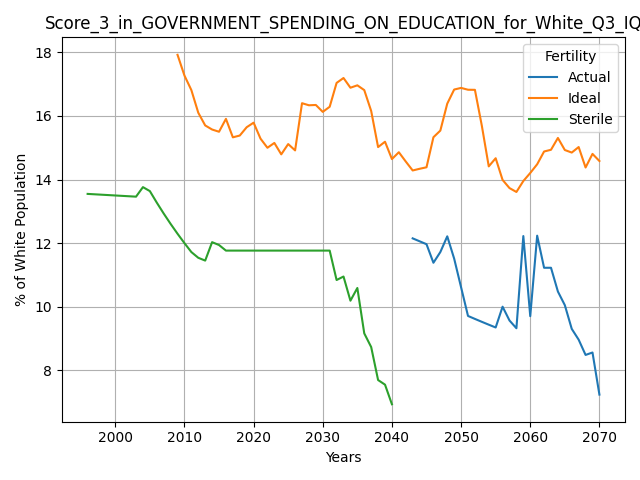 Score_3_in_GOVERNMENT_SPENDING_ON_EDUCATION_for_White_Q3_IQ
Fertility
Actual
Ideal
Sterile
% of White Population
18
16
14
12
10
8
2000 2010 2020 2030 2040 2050 2060 2070
Years